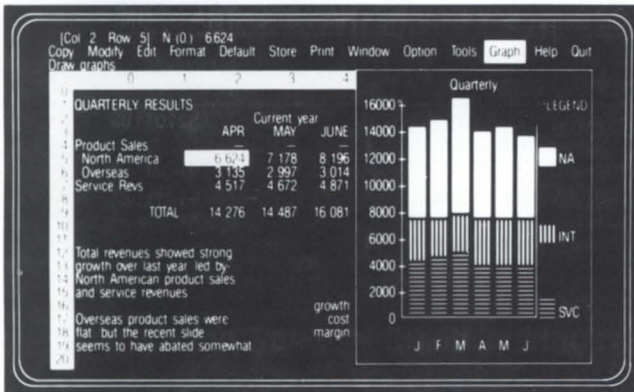 [Col 2 Row 5] N (0) 6624
Copy Modify Edit Format Default Store Print Window Option Tools Graph Help Quit
Draw graphs
0 1 2 3 4
QUARTERLY RESULTS
Current year
APR MAY JUNE
Product Sales
North America 6 624 7 178 8 196
Overseas 3 135 2 997 3 014
Service Revs 4 517 4 672 4 871
TOTAL 14 276 14 487 16 081
Total revenues showed strong
growth over last year led by
North American product sales
and service revenues
growth
Overseas product sales were cost
flat but the recent slide margin
seems to have abated somewhat
Quarterly
LEGEND
16000
14000
12000
10000
8000
6000
4000
2000
0
NA
INT
SVC
J F M A M J